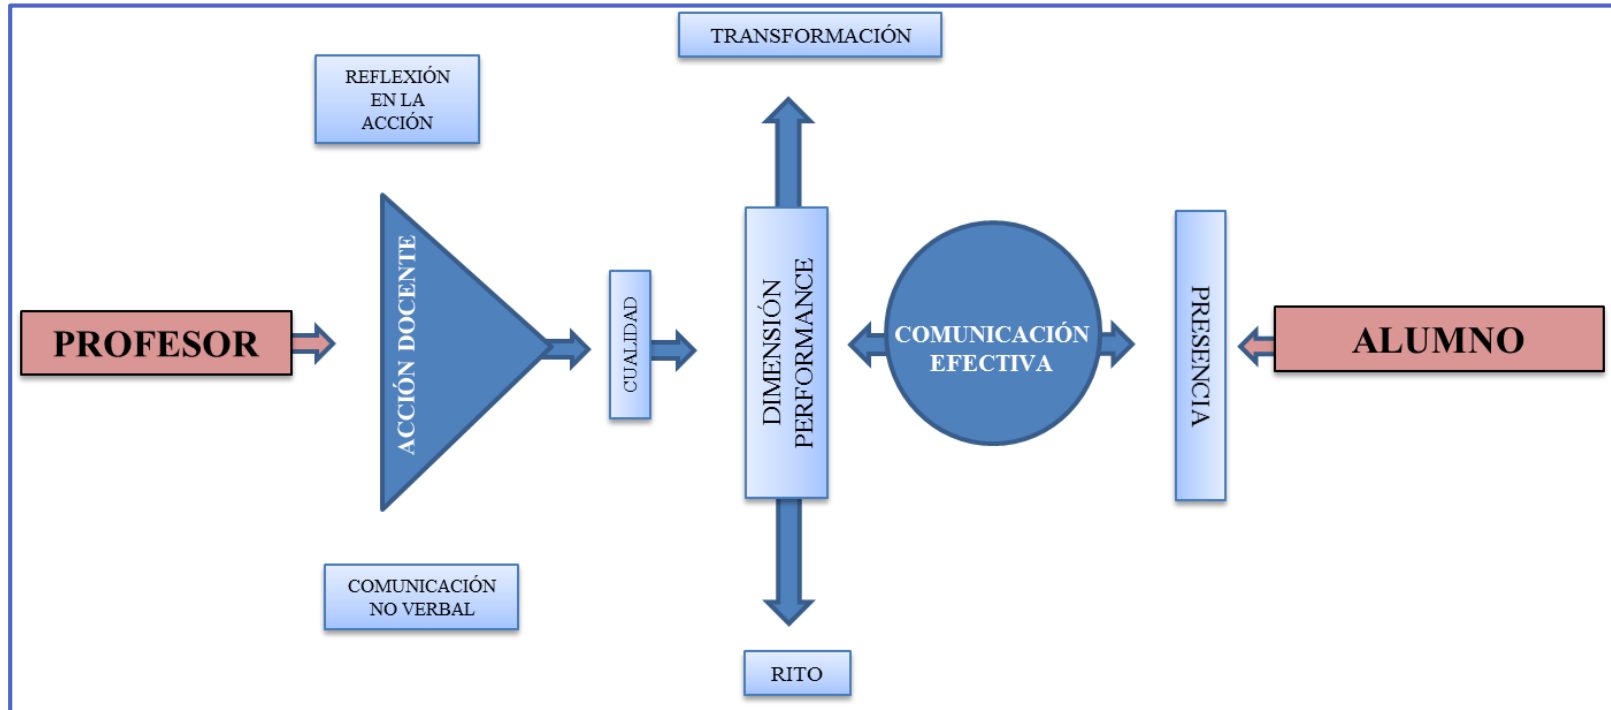 TRANSFORMACIÓN
REFLEXIÓN
EN LA
ACCIÓN
PROFESOR
ACCIÓN DOCENTE
CUALIDAD
DIMENSIÓN
PERFORMANCE
COMUNICACIÓN
EFECTIVA
PRESENCIA
ALUMNO
COMUNICACIÓN
NO VERBAL
RITO